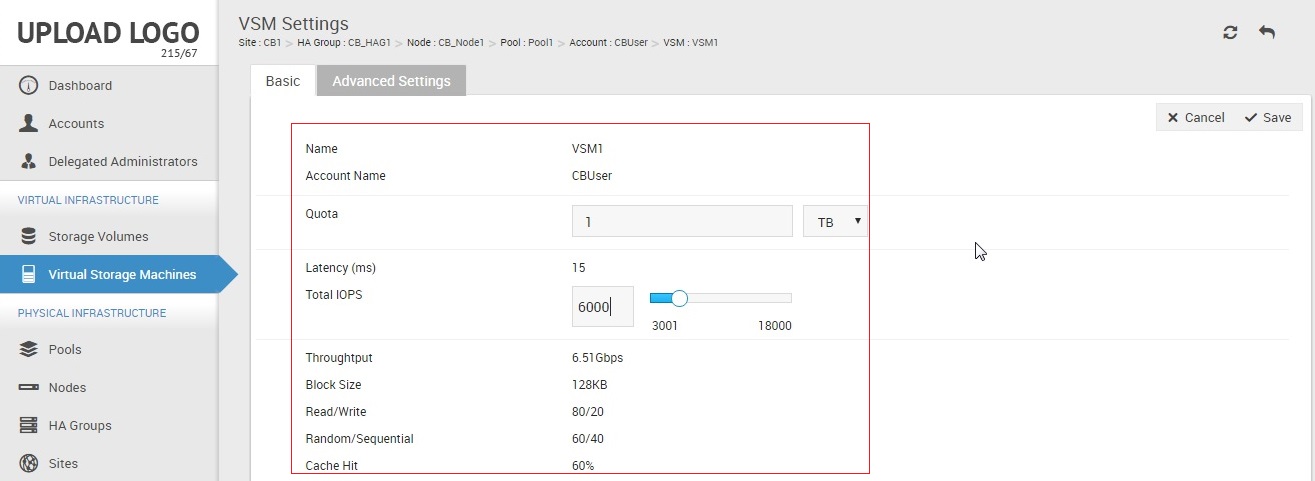 UPLOAD LOGO
215/67
Dashboard
Accounts
Delegated Administrators
VIRTUAL INFRASTRUCTURE
Storage Volumes
Virtual Storage Machines
PHYSICAL INFRASTRUCTURE
Pools
Nodes
HA Groups
Sites
VSM Settings
Site : CB1 > HA Group : CB_HAG1 > Node : CB_Node1 > Pool : Pool1 > Account : CBUser > VSM : VSM1
Basic Advanced Settings
Cancel Save
Name VSM1
Account Name CBUser
Quota 1 TB
Latency (ms) 15
Total IOPS 6000
3001 18000
Throughtput 6.51Gbps
Block Size 128KB
Read/Write 80/20
Random/Sequential 60/40
Cache Hit 60%